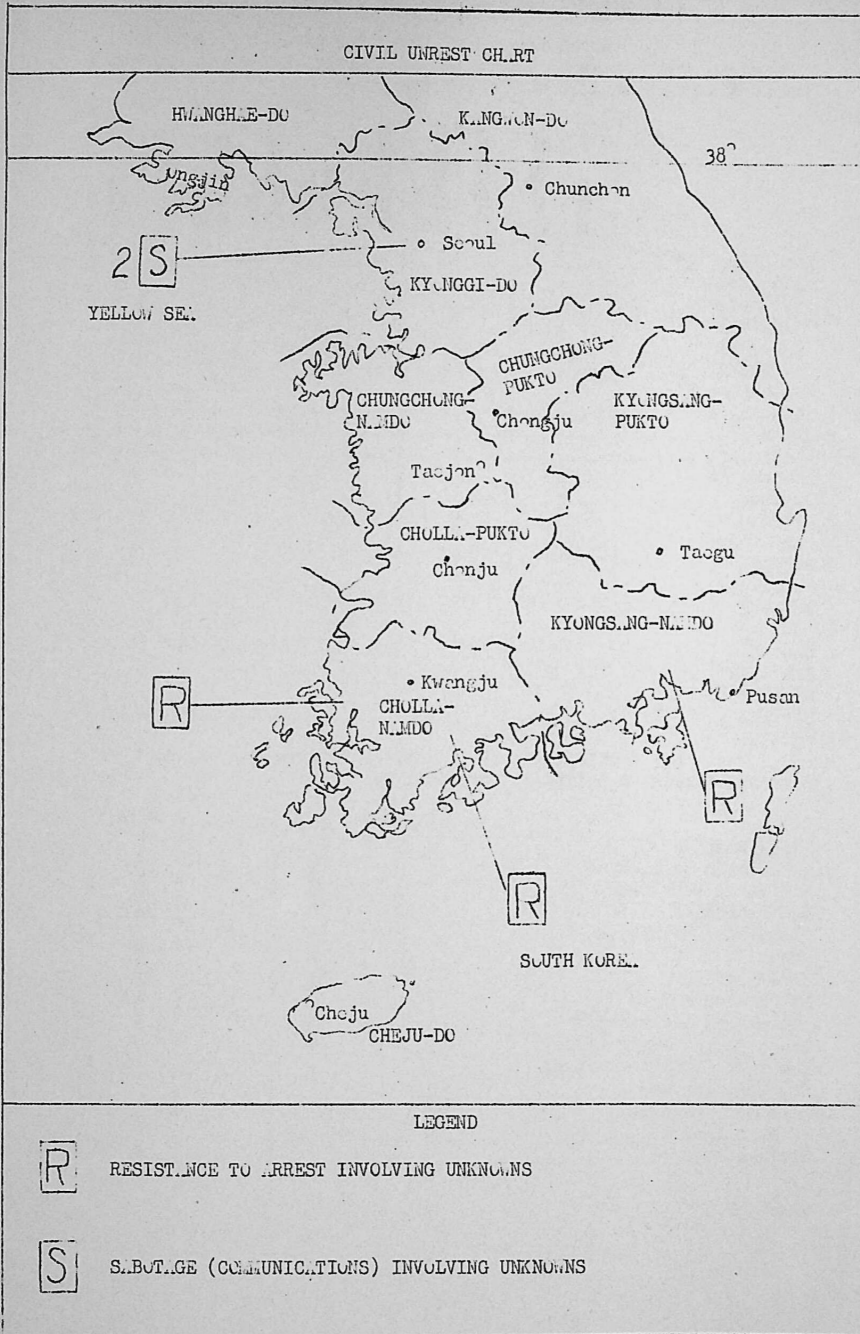 CIVIL UNREST CHART
HWANGHAE-DO
KANGWON-DO
38°
Ongjin
Chunchon
2 S
Seoul
KYONGGI-DO
YELLOW SEA
CHUNGCHONG-
PUKTO
CHUNGCHONG-
NAMDO
KYONGSANG-
PUKTO
Chongju
Taejon
CHOLLA-PUKTO
Chonju
Taegu
KYONGSANG-NAMDO
Kwangju
Pusan
R
CHOLLA-
NAMDO
R
R
SOUTH KOREA
Cheju
CHEJU-DO
LEGEND
R RESISTANCE TO ARREST INVOLVING UNKNOWNS
S SABOTAGE (COMMUNICATIONS) INVOLVING UNKNOWNS